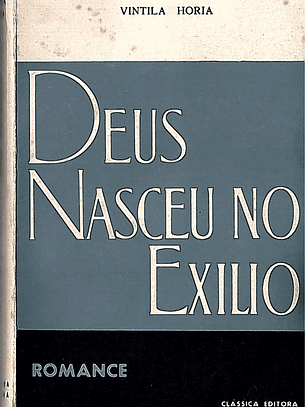 VINTILA HORIA
DEUS
NASCEU NO
EXILIO
ROMANCE
CLÁSSICA EDITORA